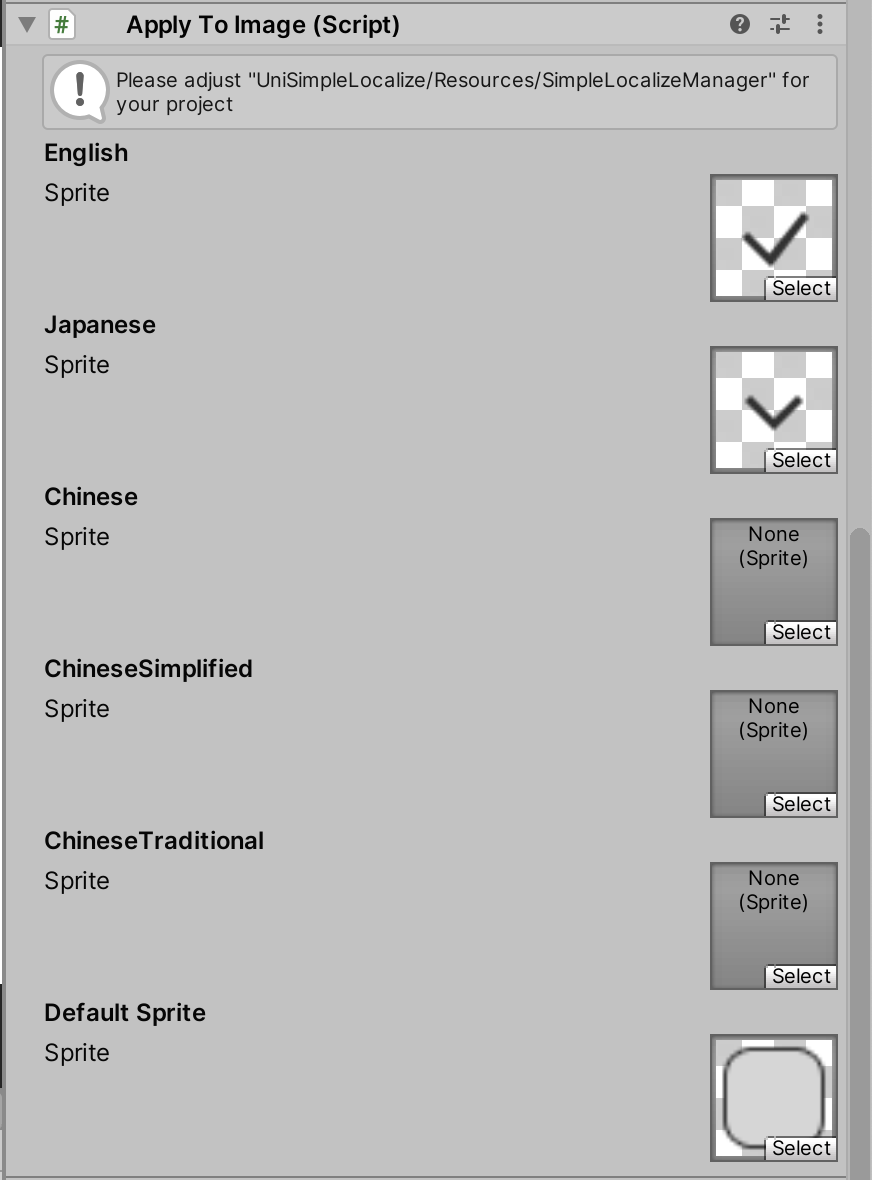 Apply To Image (Script)
Please adjust "UniSimpleLocalize/Resources/SimpleLocalizeManager" for
your project
English
Sprite
Select
Japanese
Sprite
Select
Chinese
Sprite
None
(Sprite)
Select
ChineseSimplified
Sprite
None
(Sprite)
Select
ChineseTraditional
Sprite
None
(Sprite)
Select
Default Sprite
Sprite
Select